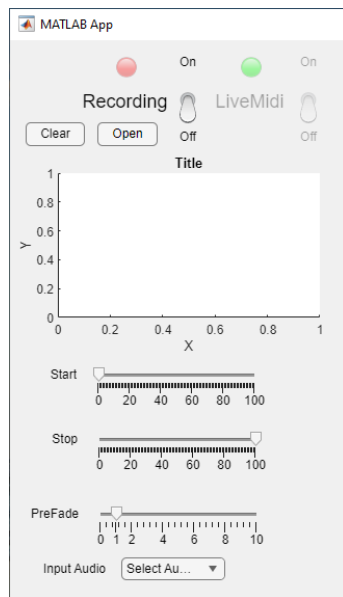 MATLAB App
On On
Recording LiveMidi
Clear Open Off Off
Title
1
0.8
0.6
Y
0.4
0.2
0
0 0.2 0.4 0.6 0.8 1
X
Start
0 20 40 60 80 100
Stop
0 20 40 60 80 100
PreFade
0 1 2 4 6 8 10
Input Audio Select Au...